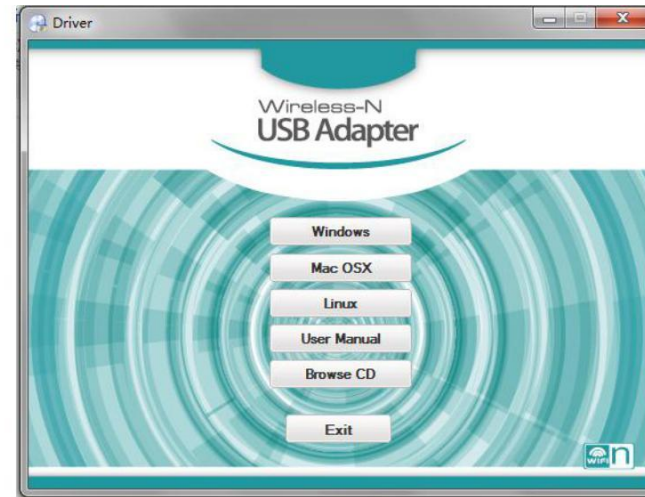 Driver
Wireless-N
USB Adapter
Windows
Mac OSX
Linux
User Manual
Browse CD
Exit
WiFi n